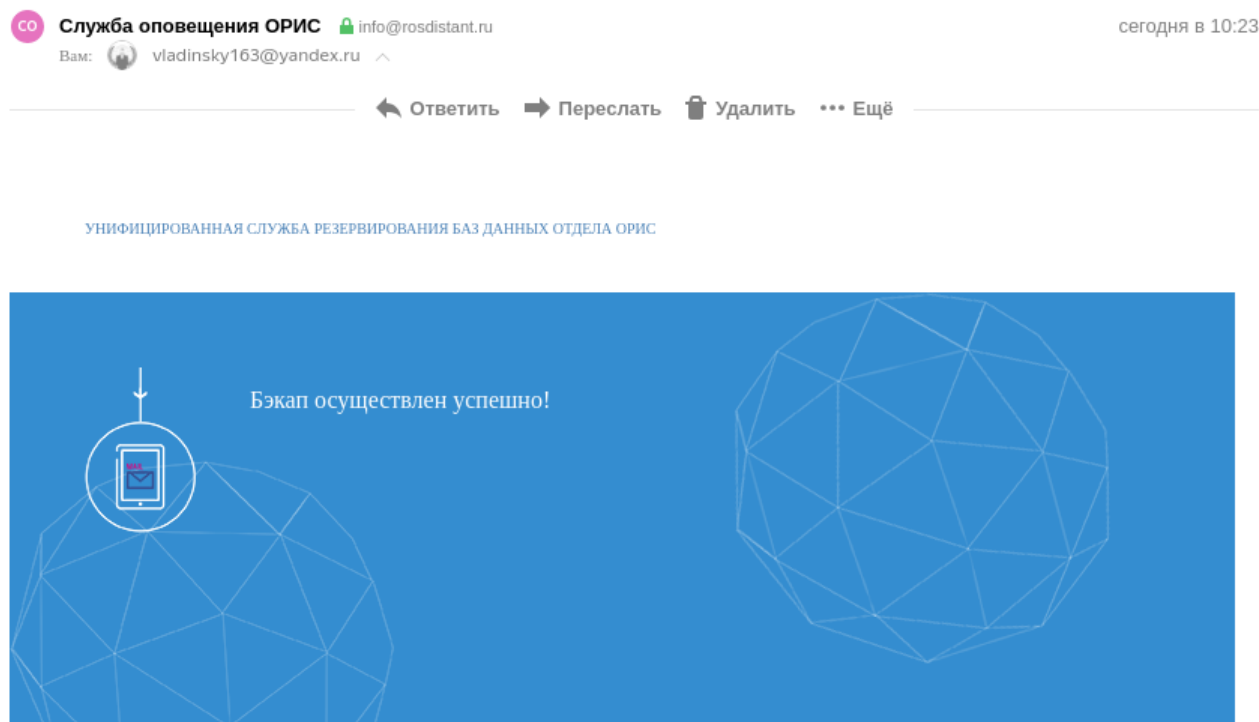 СО Служба оповещения ОРИС info@rosdistant.ru сегодня в 10:23
Вам: vladinsky163@yandex.ru
Ответить Переслать Удалить Ещё
УНИФИЦИРОВАННАЯ СЛУЖБА РЕЗЕРВИРОВАНИЯ БАЗ ДАННЫХ ОТДЕЛА ОРИС
Бэкап осуществлен успешно!
MAIL